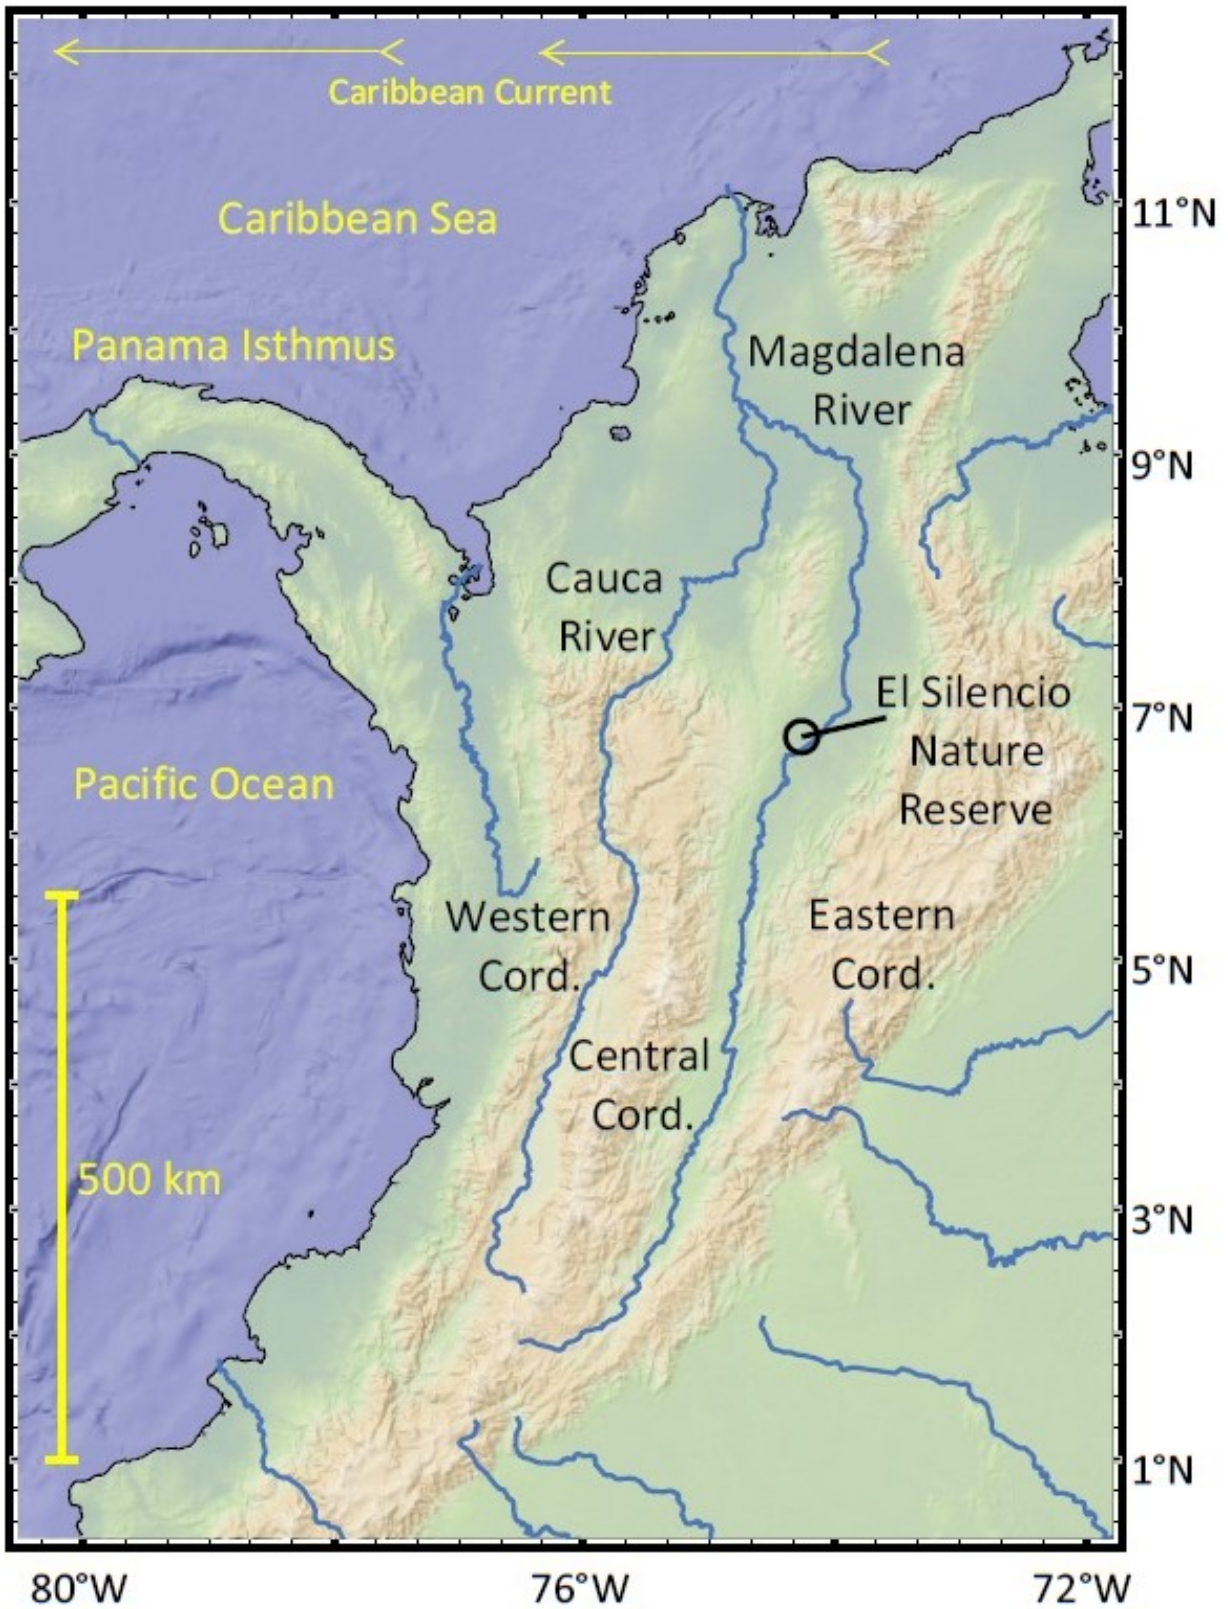 Caribbean Current
Caribbean Sea
11°N
Panama Isthmus
Magdalena
River
9°N
Cauca
River
El Silencio
Nature
Reserve
7°N
Pacific Ocean
Western
Cord.
Eastern
Cord.
5°N
Central
Cord.
500 km
3°N
1°N
80°W
76°W
72°W